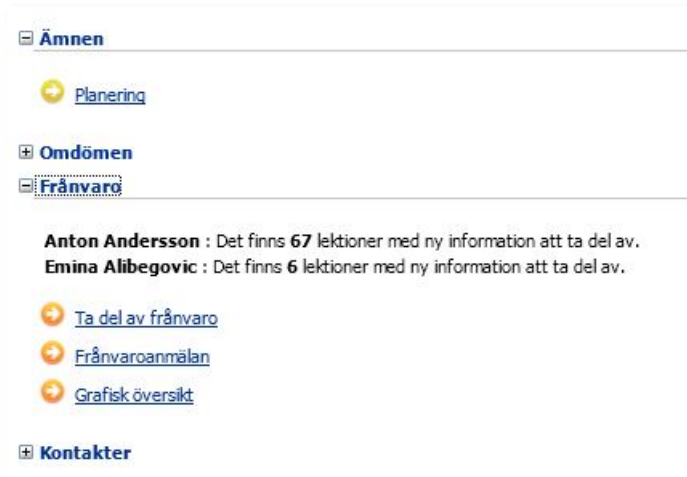 Ämnen
Planering
Omdömen
Frånvaro
Anton Andersson : Det finns 67 lektioner med ny information att ta del av.
Emina Alibegovic : Det finns 6 lektioner med ny information att ta del av.
Ta del av frånvaro
Frånvaroanmälan
Grafisk översikt
Kontakter